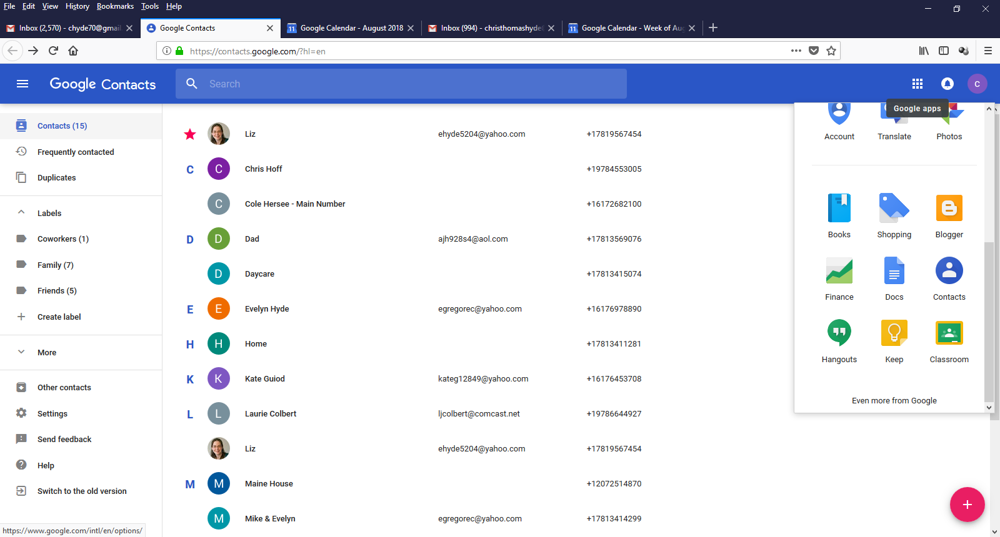 File Edit View History Bookmarks Tools Help
Inbox (2,570) - chyde70@gmail
Google Contacts
Google Calendar - August 2018
Inbox (994) - christhomashyde
Google Calendar - Week of Aug
https://contacts.google.com/?hl=en
Google Contacts
Search
C
Google apps
Contacts (15)
Frequently contacted
Duplicates
Labels
Coworkers (1)
Family (7)
Friends (5)
Create label
More
Other contacts
Settings
Send feedback
Help
Switch to the old version
Liz ehyde5204@yahoo.com +17819567454
C C Chris Hoff +19784553005
C Cole Hersee - Main Number +16172682100
D D Dad ajh928s4@aol.com +17813569076
D Daycare +17813415074
E E Evelyn Hyde egregorec@yahoo.com +16176978890
H H Home +17813411281
K K Kate Guiod kateg12849@yahoo.com +16176453708
L L Laurie Colbert ljcolbert@comcast.net +19786644927
Liz ehyde5204@yahoo.com +17819567454
M M Maine House +12072514870
M Mike & Evelyn egregorec@yahoo.com +17813414299
Account Translate Photos
Books Shopping Blogger
Finance Docs Contacts
Hangouts Keep Classroom
Even more from Google
https://www.google.com/intl/en/options/